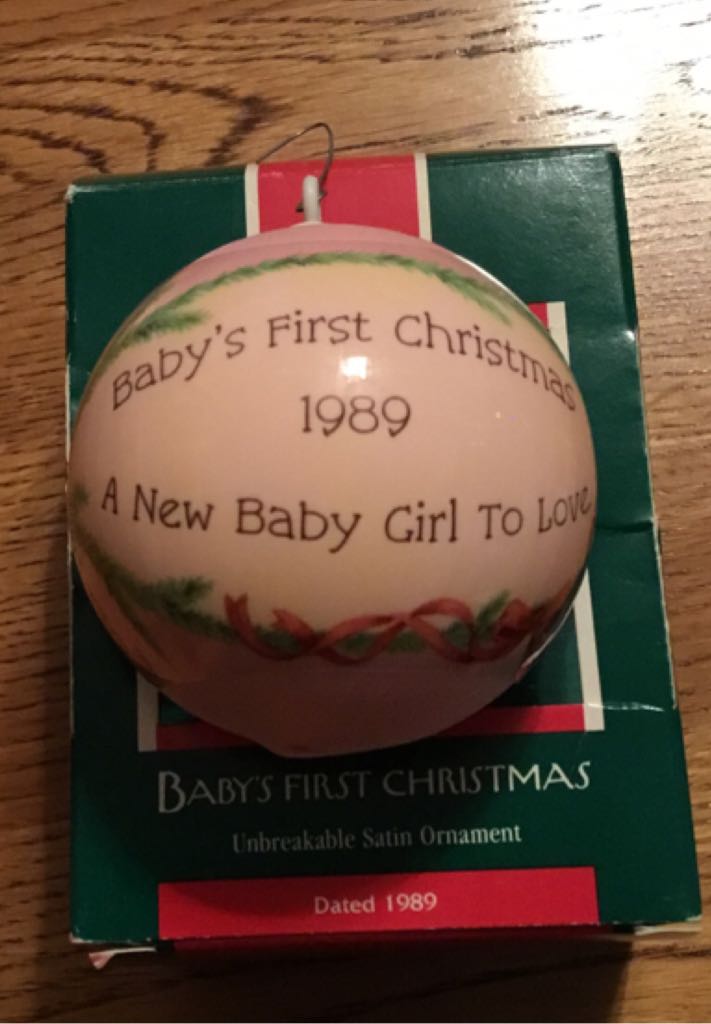 Baby's First Christmas
1989
A New Baby Girl To Love
BABY'S FIRST CHRISTMAS
Unbreakable Satin Ornament
Dated 1989